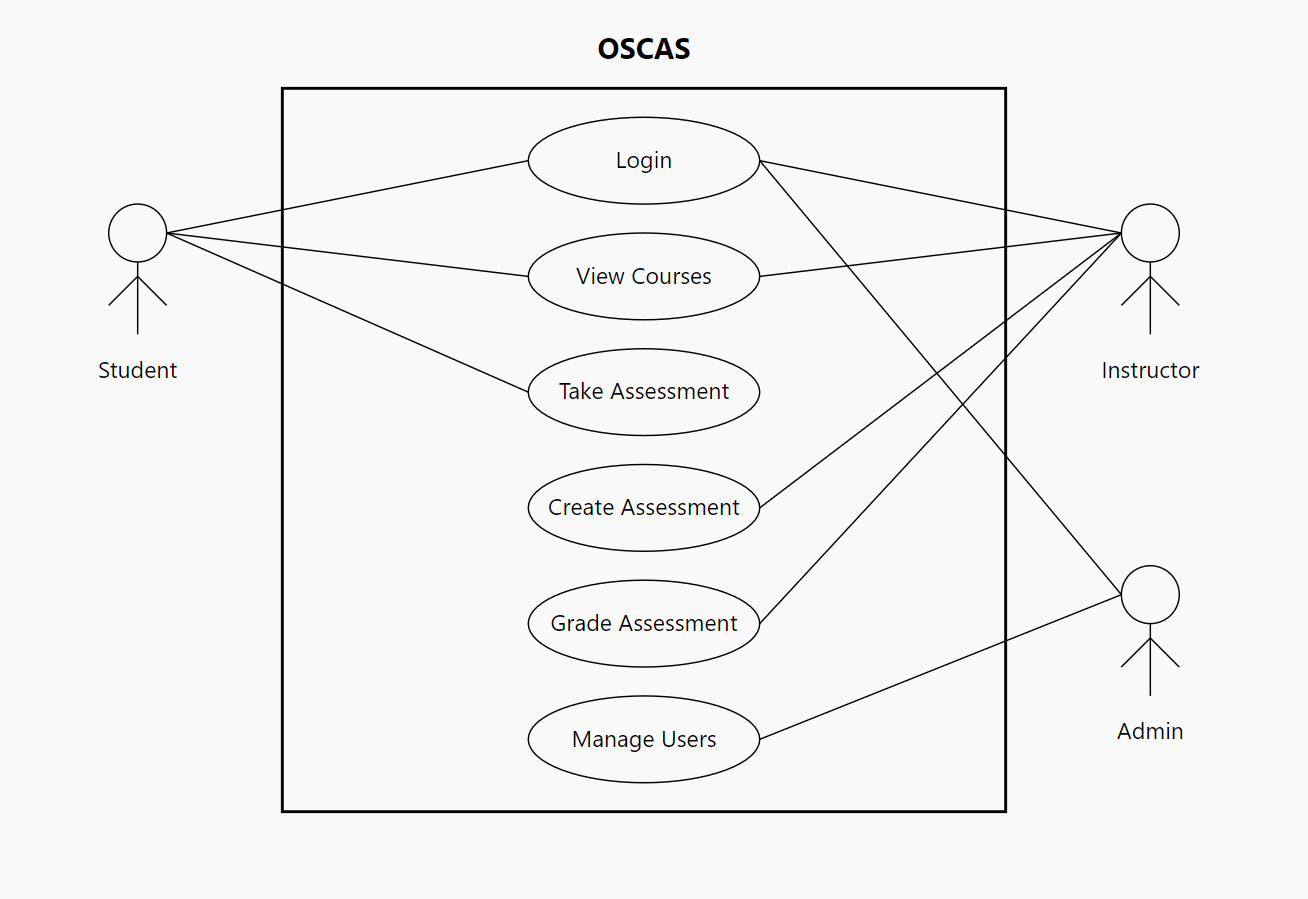 OSCAS
Login
View Courses
Take Assessment
Student
Instructor
Create Assessment
Grade Assessment
Manage Users
Admin